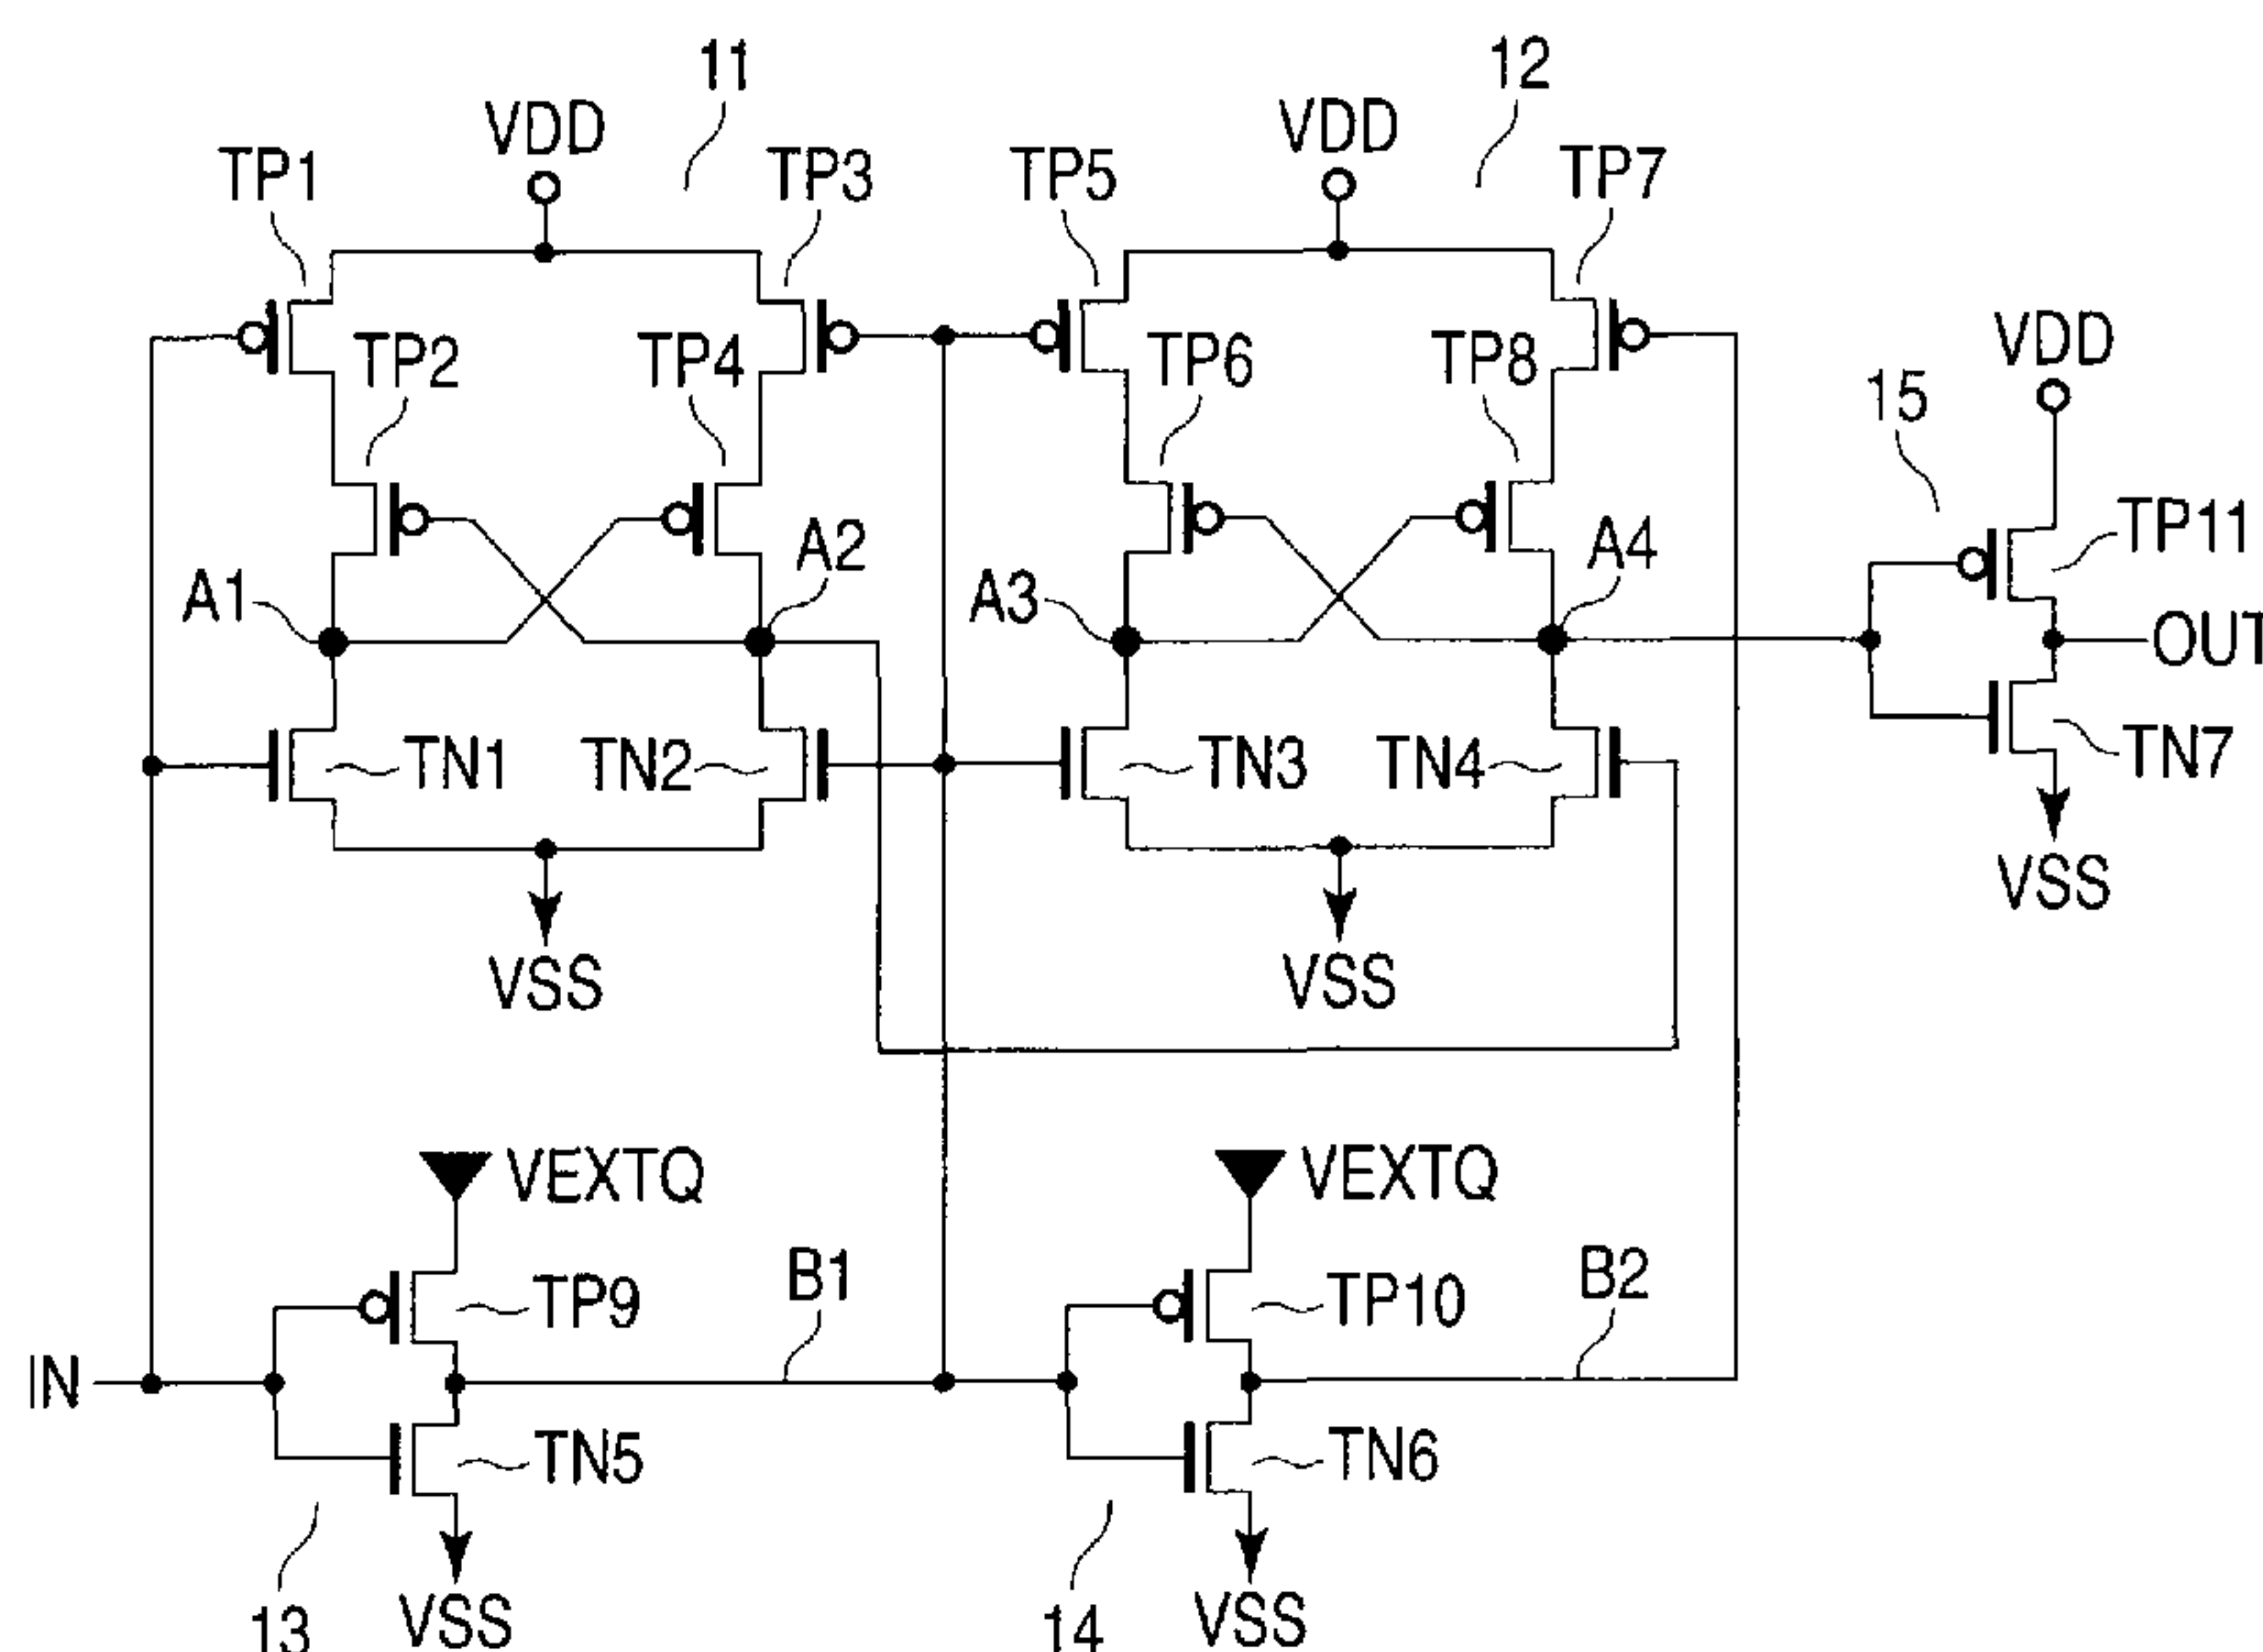 11
12
VDD
VDD
TP1
TP3
TP5
TP7
VDD
TP2
TP4
TP6
TP8
15
TP11
A1
A2
A3
A4
OUT
TN1
TN2
TN3
TN4
TN7
VSS
VSS
VSS
VEXTQ
VEXTQ
TP9
B1
TP10
B2
IN
TN5
TN6
13
VSS
14
VSS